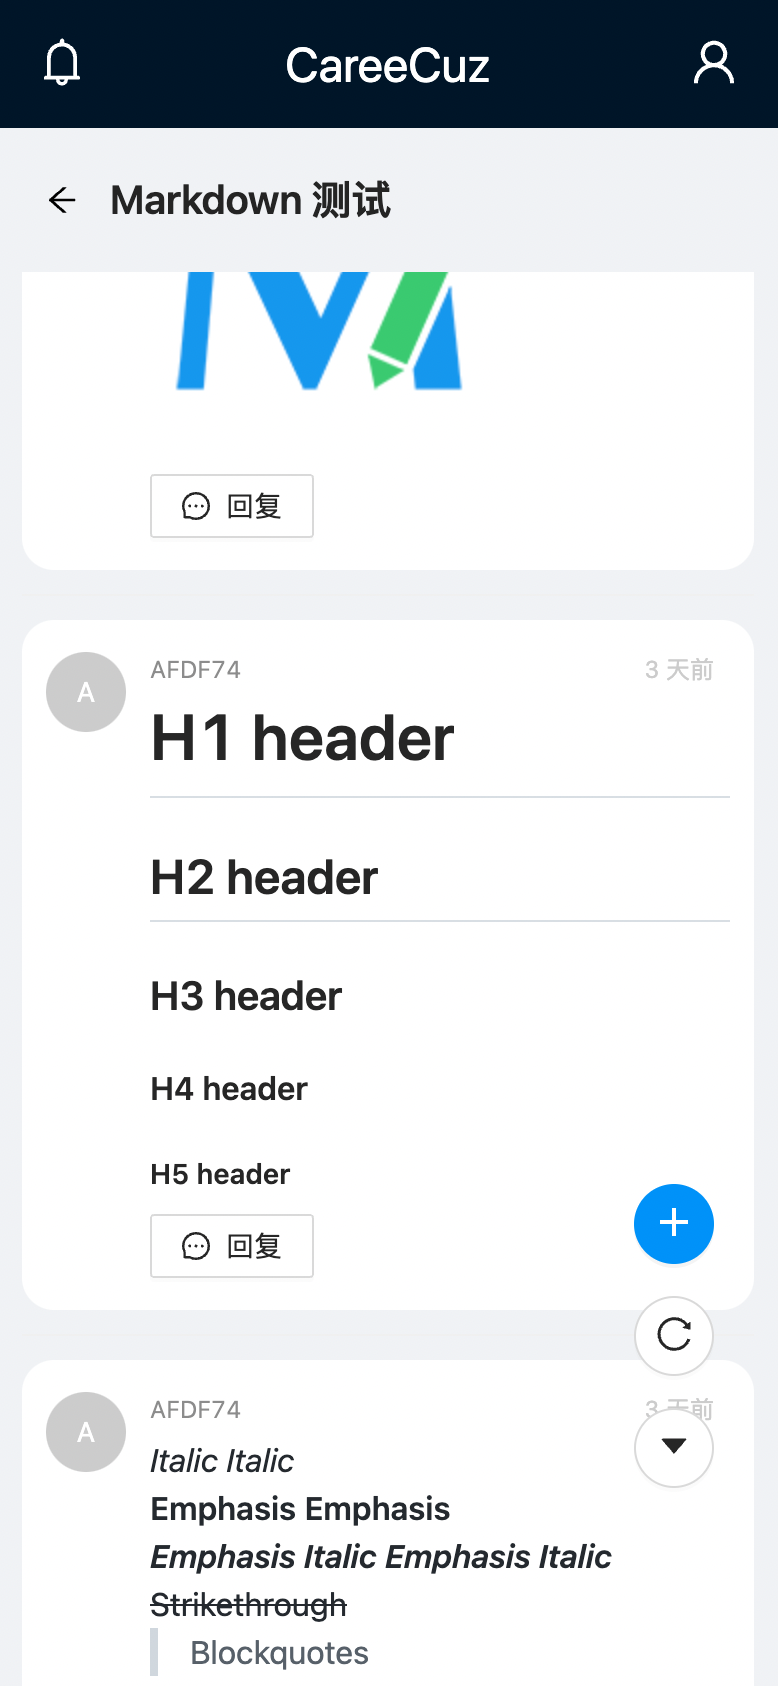 CareeCuz
Markdown 测试
回复
AFDF74
3 天前
A
H1 header
H2 header
H3 header
H4 header
H5 header
回复
AFDF74
3 天前
A
Italic Italic
Emphasis Emphasis
Emphasis Italic Emphasis Italic
Strikethrough
Blockquotes